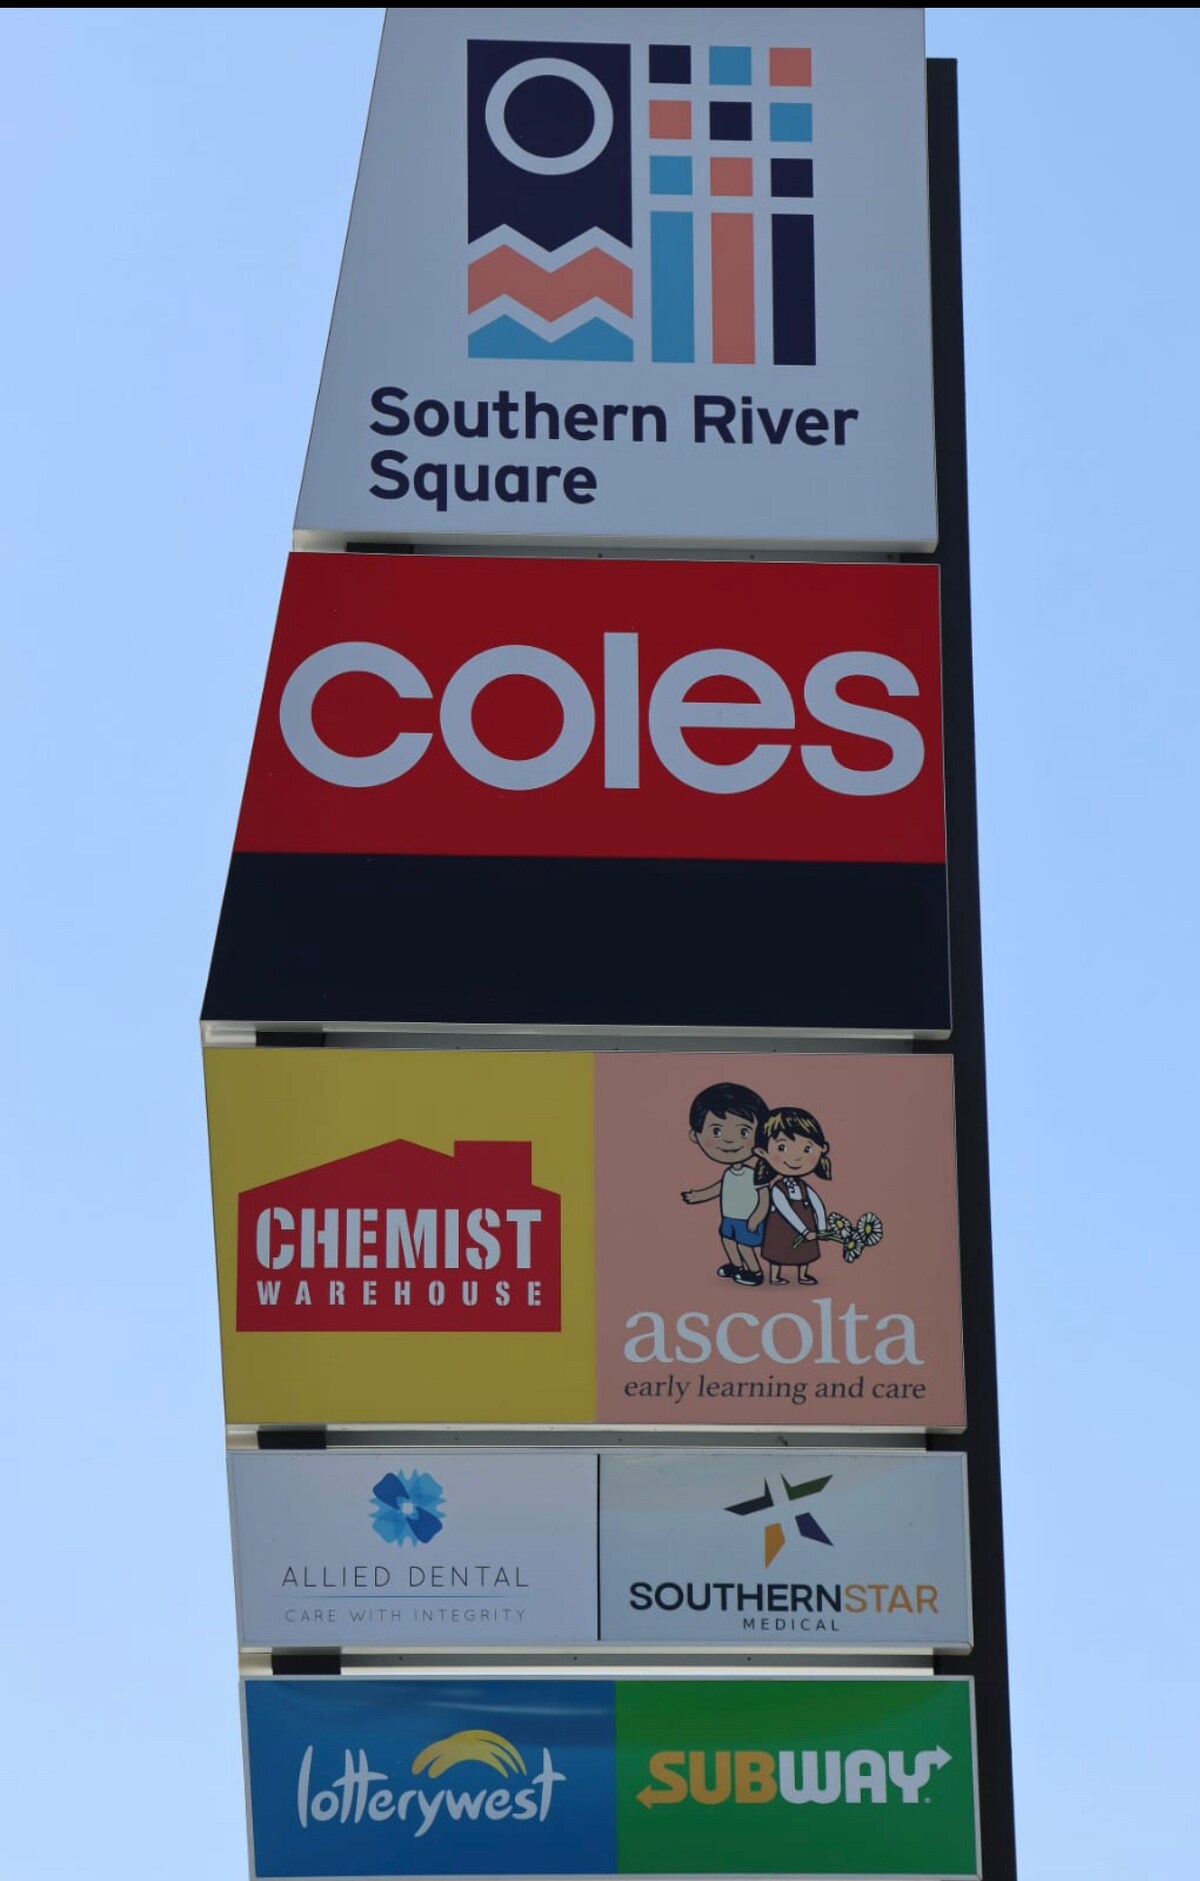 Southern River
Square
coles
CHEMIST
WAREHOUSE
ascolta
early learning and care
ALLIED DENTAL
CARE WITH INTEGRITY
SOUTHERNSTAR
MEDICAL
lotterywest
SUBWAY